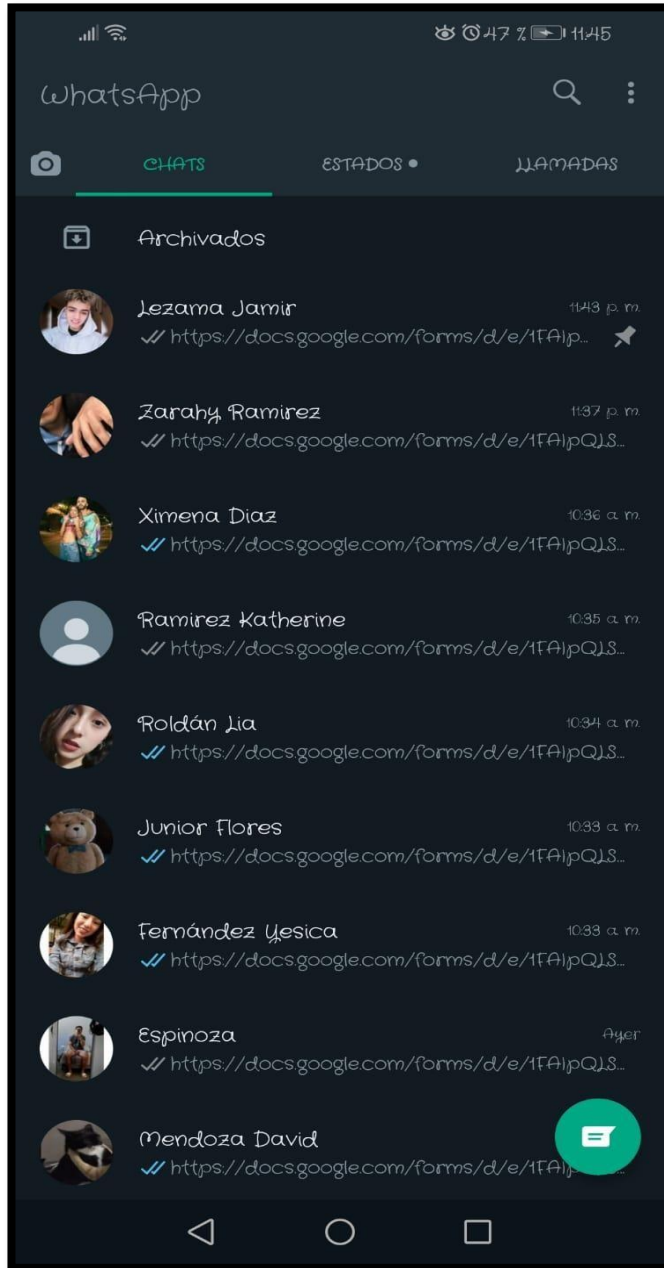 47 % 11:45
WhatsApp
CHATS ESTADOS LLAMADAS
Archivados
Lezama Jamir 11:43 p. m.
https://docs.google.com/forms/d/e/1FAIp...
Zarahy Ramirez 11:37 p. m.
https://docs.google.com/forms/d/e/1FAIpQLS...
Ximena Diaz 10:36 a. m.
https://docs.google.com/forms/d/e/1FAIpQLS...
Ramirez Katherine 10:35 a. m.
https://docs.google.com/forms/d/e/1FAIpQLS...
Roldán Lia 10:34 a. m.
https://docs.google.com/forms/d/e/1FAIpQLS...
Junior Flores 10:33 a. m.
https://docs.google.com/forms/d/e/1FAIpQLS...
Fernández Yesica 10:33 a. m.
https://docs.google.com/forms/d/e/1FAIpQLS...
Espinoza Ayer
https://docs.google.com/forms/d/e/1FAIpQLS...
Mendoza David
https://docs.google.com/forms/d/e/1FAI